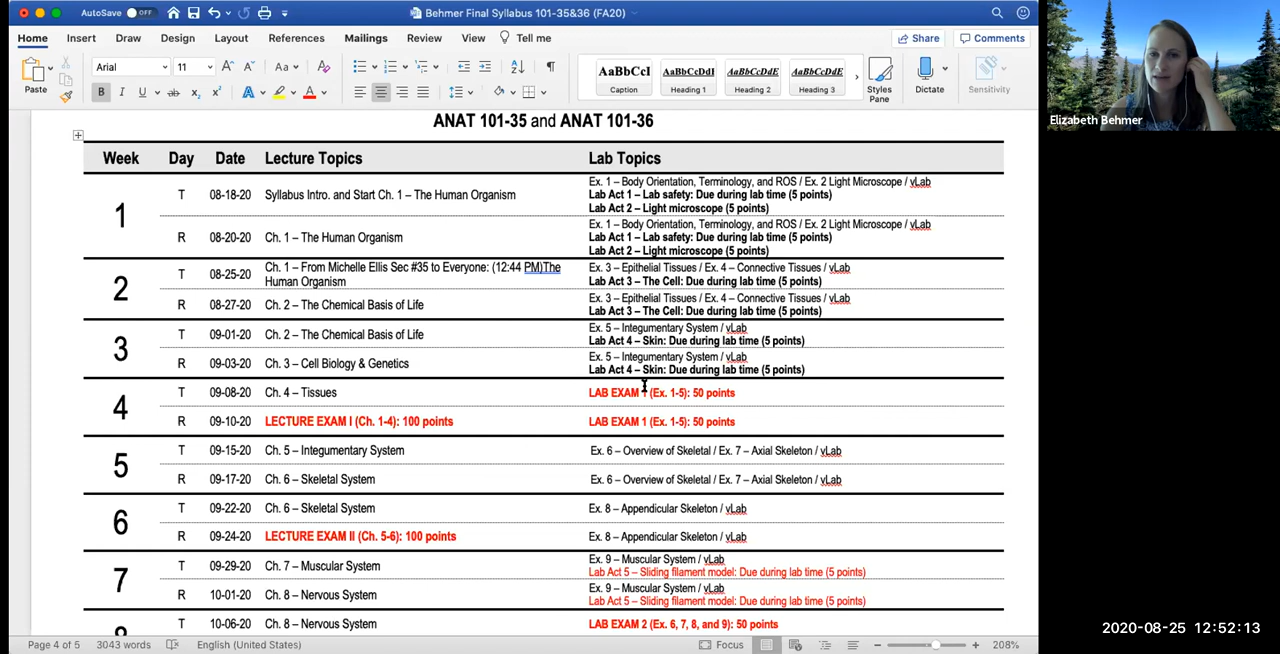 AutoSave OFF
Behmer Final Syllabus 101-35&36 (FA20)
Home Insert Draw Design Layout References Mailings Review View Tell me
Share Comments
Paste
Arial 11
Aa
B I U ab x₂ x²
A A
AaBbCcI AaBbCcDdI AaBbCcDdE AaBbCcDdE
Caption Heading 1 Heading 2 Heading 3
Styles Pane
Dictate
Sensitivity
Elizabeth Behmer
ANAT 101-35 and ANAT 101-36
Week Day Date Lecture Topics Lab Topics
1
T 08-18-20 Syllabus Intro. and Start Ch. 1 – The Human Organism
Ex. 1 – Body Orientation, Terminology, and ROS / Ex. 2 Light Microscope / vLab
Lab Act 1 – Lab safety: Due during lab time (5 points)
Lab Act 2 – Light microscope (5 points)
R 08-20-20 Ch. 1 – The Human Organism
Ex. 1 – Body Orientation, Terminology, and ROS / Ex. 2 Light Microscope / vLab
Lab Act 1 – Lab safety: Due during lab time (5 points)
Lab Act 2 – Light microscope (5 points)
2
T 08-25-20 Ch. 1 – From Michelle Ellis Sec #35 to Everyone: (12:44 PM)The
Human Organism
Ex. 3 – Epithelial Tissues / Ex. 4 – Connective Tissues / vLab
Lab Act 3 – The Cell: Due during lab time (5 points)
R 08-27-20 Ch. 2 – The Chemical Basis of Life
Ex. 3 – Epithelial Tissues / Ex. 4 – Connective Tissues / vLab
Lab Act 3 – The Cell: Due during lab time (5 points)
3
T 09-01-20 Ch. 2 – The Chemical Basis of Life
Ex. 5 – Integumentary System / vLab
Lab Act 4 – Skin: Due during lab time (5 points)
R 09-03-20 Ch. 3 – Cell Biology & Genetics
Ex. 5 – Integumentary System / vLab
Lab Act 4 – Skin: Due during lab time (5 points)
4
T 09-08-20 Ch. 4 – Tissues LAB EXAM 1 (Ex. 1-5): 50 points
R 09-10-20 LECTURE EXAM I (Ch. 1-4): 100 points LAB EXAM 1 (Ex. 1-5): 50 points
5
T 09-15-20 Ch. 5 – Integumentary System Ex. 6 – Overview of Skeletal / Ex. 7 – Axial Skeleton / vLab
R 09-17-20 Ch. 6 – Skeletal System Ex. 6 – Overview of Skeletal / Ex. 7 – Axial Skeleton / vLab
6
T 09-22-20 Ch. 6 – Skeletal System Ex. 8 – Appendicular Skeleton / vLab
R 09-24-20 LECTURE EXAM II (Ch. 5-6): 100 points Ex. 8 – Appendicular Skeleton / vLab
7
T 09-29-20 Ch. 7 – Muscular System
Ex. 9 – Muscular System / vLab
Lab Act 5 – Sliding filament model: Due during lab time (5 points)
R 10-01-20 Ch. 8 – Nervous System
Ex. 9 – Muscular System / vLab
Lab Act 5 – Sliding filament model: Due during lab time (5 points)
T 10-06-20 Ch. 8 – Nervous System LAB EXAM 2 (Ex. 6, 7, 8, and 9): 50 points
Page 4 of 5 3043 words English (United States) Focus 208%
2020-08-25 12:52:13